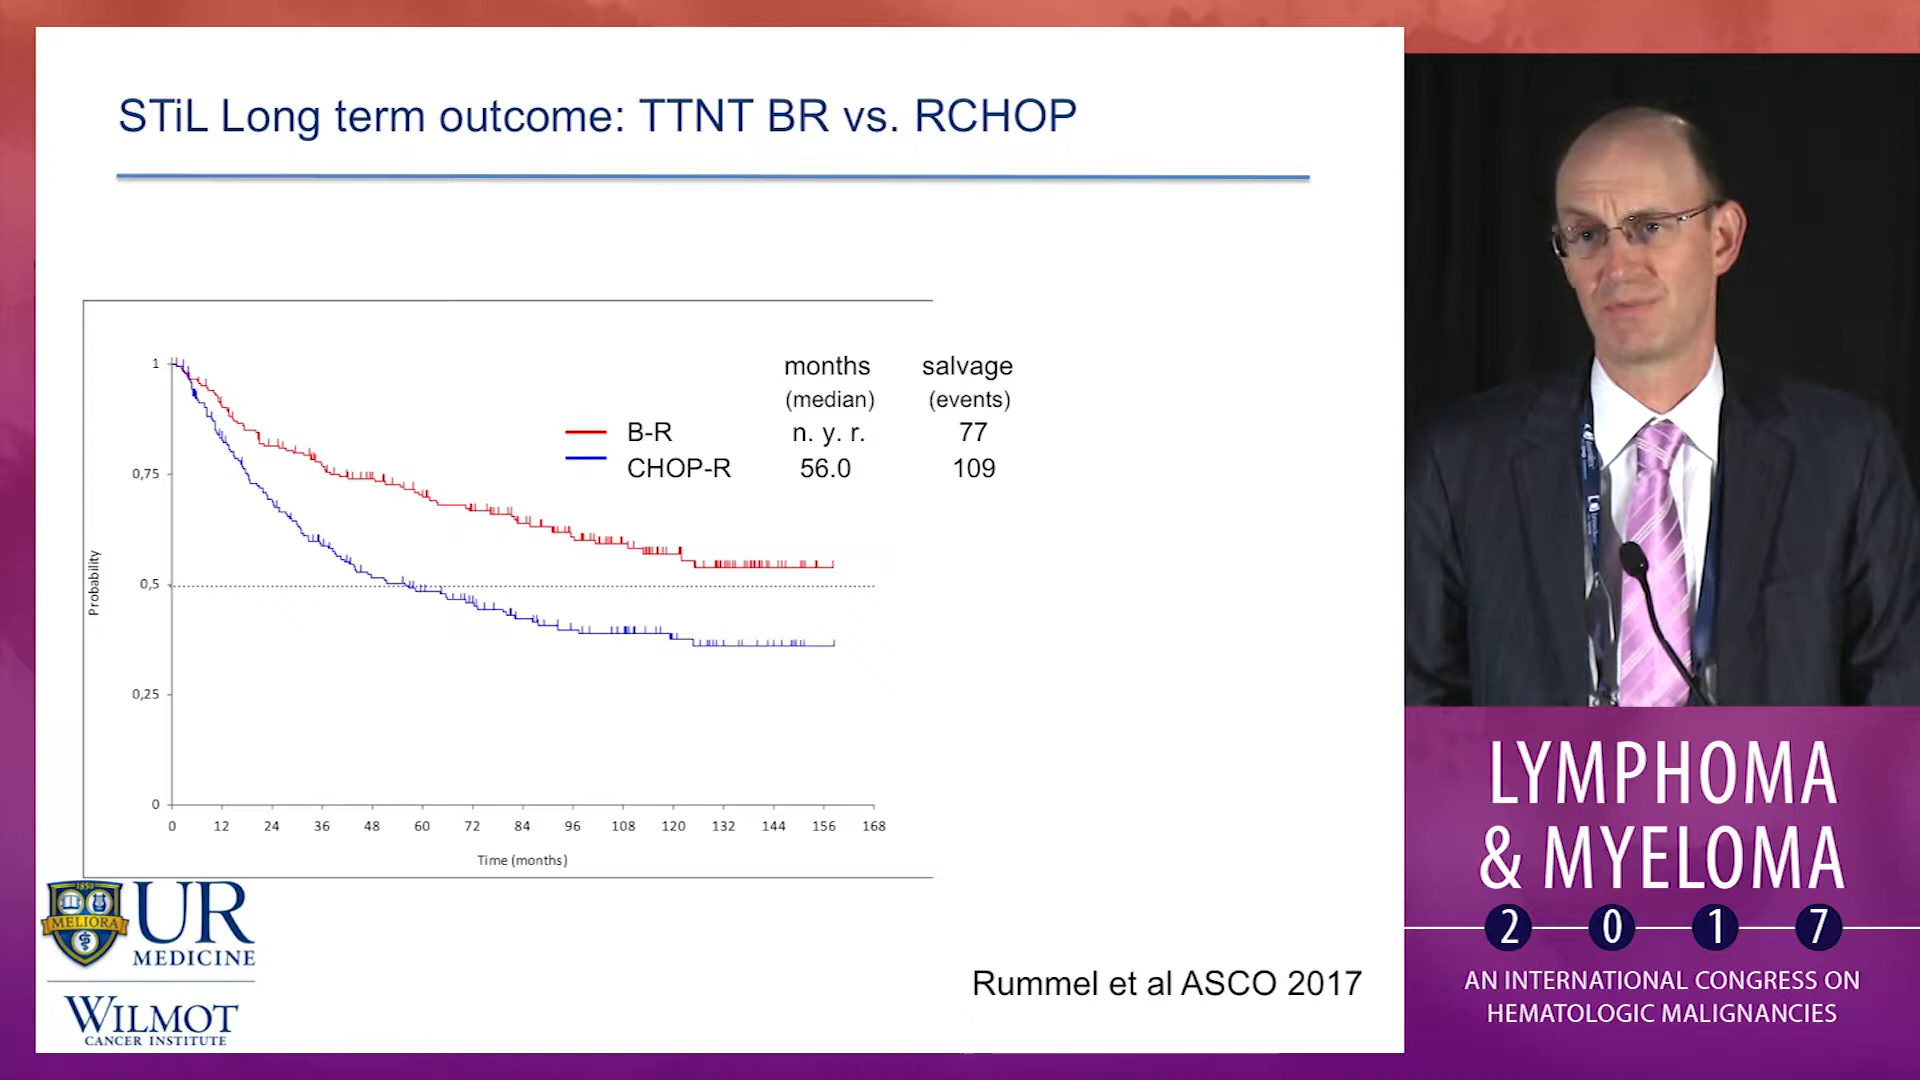 STiL Long term outcome: TTNT BR vs. RCHOP
months salvage
(median) (events)
B-R n. y. r. 77
CHOP-R 56.0 109
1
0,75
0,5
0,25
0
Probability
0 12 24 36 48 60 72 84 96 108 120 132 144 156 168
Time (months)
1850
MELIORA
UR
MEDICINE
WILMOT
CANCER INSTITUTE
Rummel et al ASCO 2017
LYMPHOMA
& MYELOMA
2 0 1 7
AN INTERNATIONAL CONGRESS ON
HEMATOLOGIC MALIGNANCIES